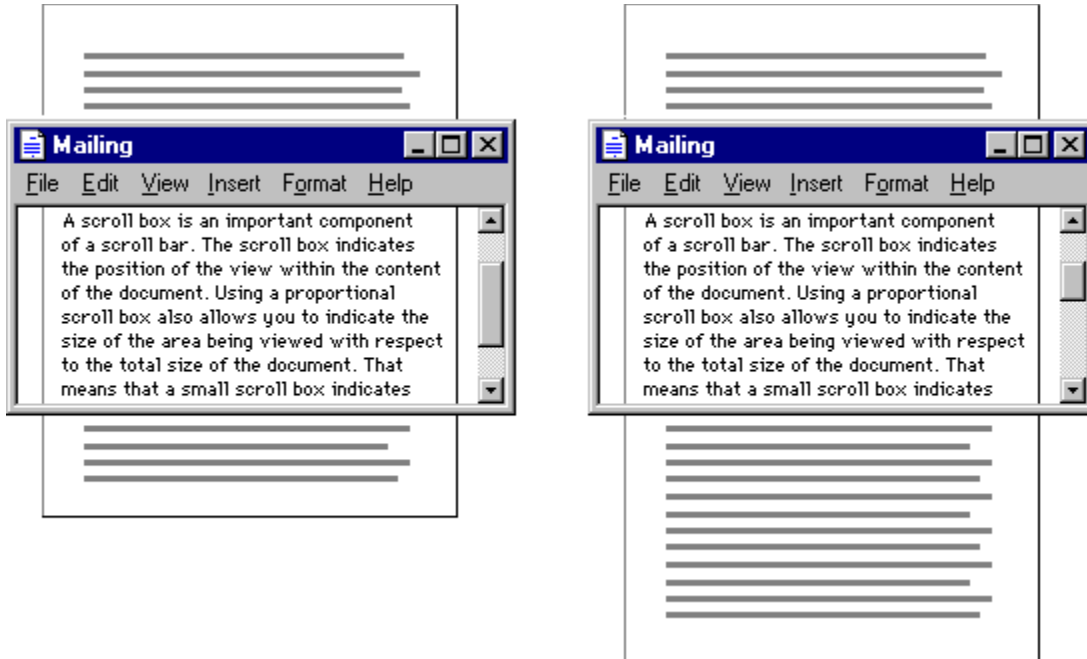 Mailing
File Edit View Insert Format Help
A scroll box is an important component
of a scroll bar. The scroll box indicates
the position of the view within the content
of the document. Using a proportional
scroll box also allows you to indicate the
size of the area being viewed with respect
to the total size of the document. That
means that a small scroll box indicates
Mailing
File Edit View Insert Format Help
A scroll box is an important component
of a scroll bar. The scroll box indicates
the position of the view within the content
of the document. Using a proportional
scroll box also allows you to indicate the
size of the area being viewed with respect
to the total size of the document. That
means that a small scroll box indicates